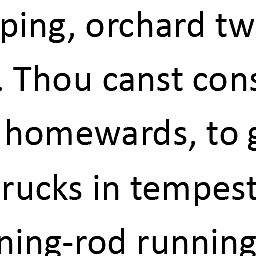 ping, orchard tw
. Thou canst cons
homewards, to g
rucks in tempest
ning-rod running